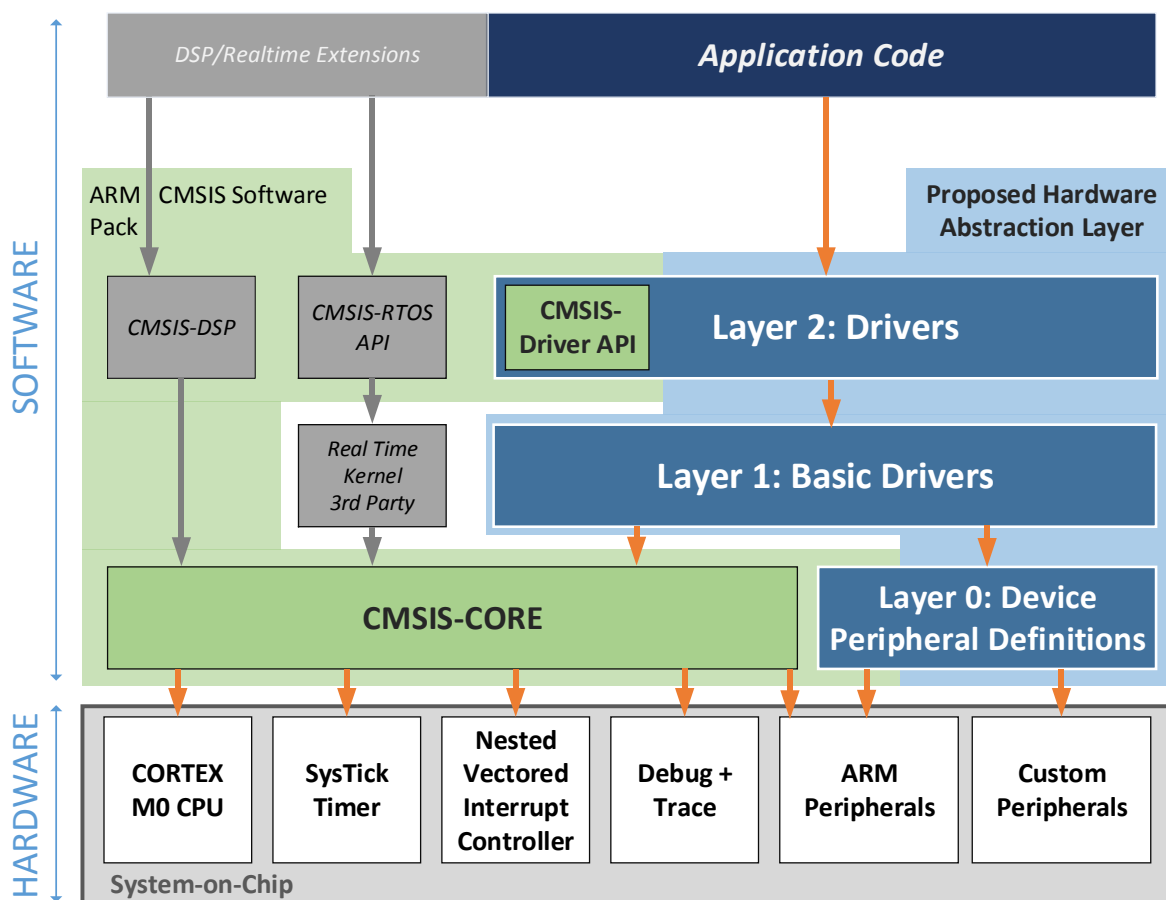 DSP/Realtime Extensions
Application Code
SOFTWARE
ARM CMSIS Software
Pack
Proposed Hardware
Abstraction Layer
CMSIS-DSP
CMSIS-RTOS
API
CMSIS-
Driver API
Layer 2: Drivers
Real Time
Kernel
3rd Party
Layer 1: Basic Drivers
CMSIS-CORE
Layer 0: Device
Peripheral Definitions
HARDWARE
CORTEX
M0 CPU
SysTick
Timer
Nested
Vectored
Interrupt
Controller
Debug +
Trace
ARM
Peripherals
Custom
Peripherals
System-on-Chip